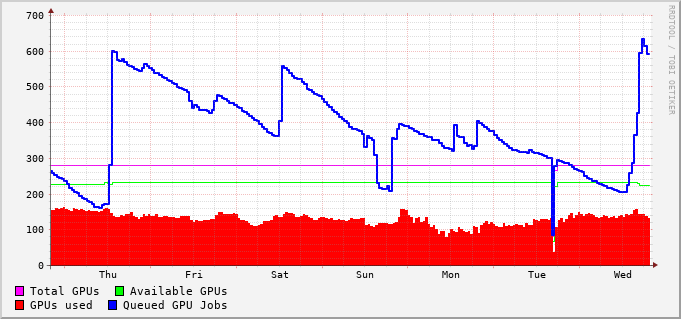 700
600
500
400
300
200
100
0
Thu Fri Sat Sun Mon Tue Wed
Total GPUs Available GPUs
GPUs used Queued GPU Jobs
RRDTOOL / TOBI OETIKER